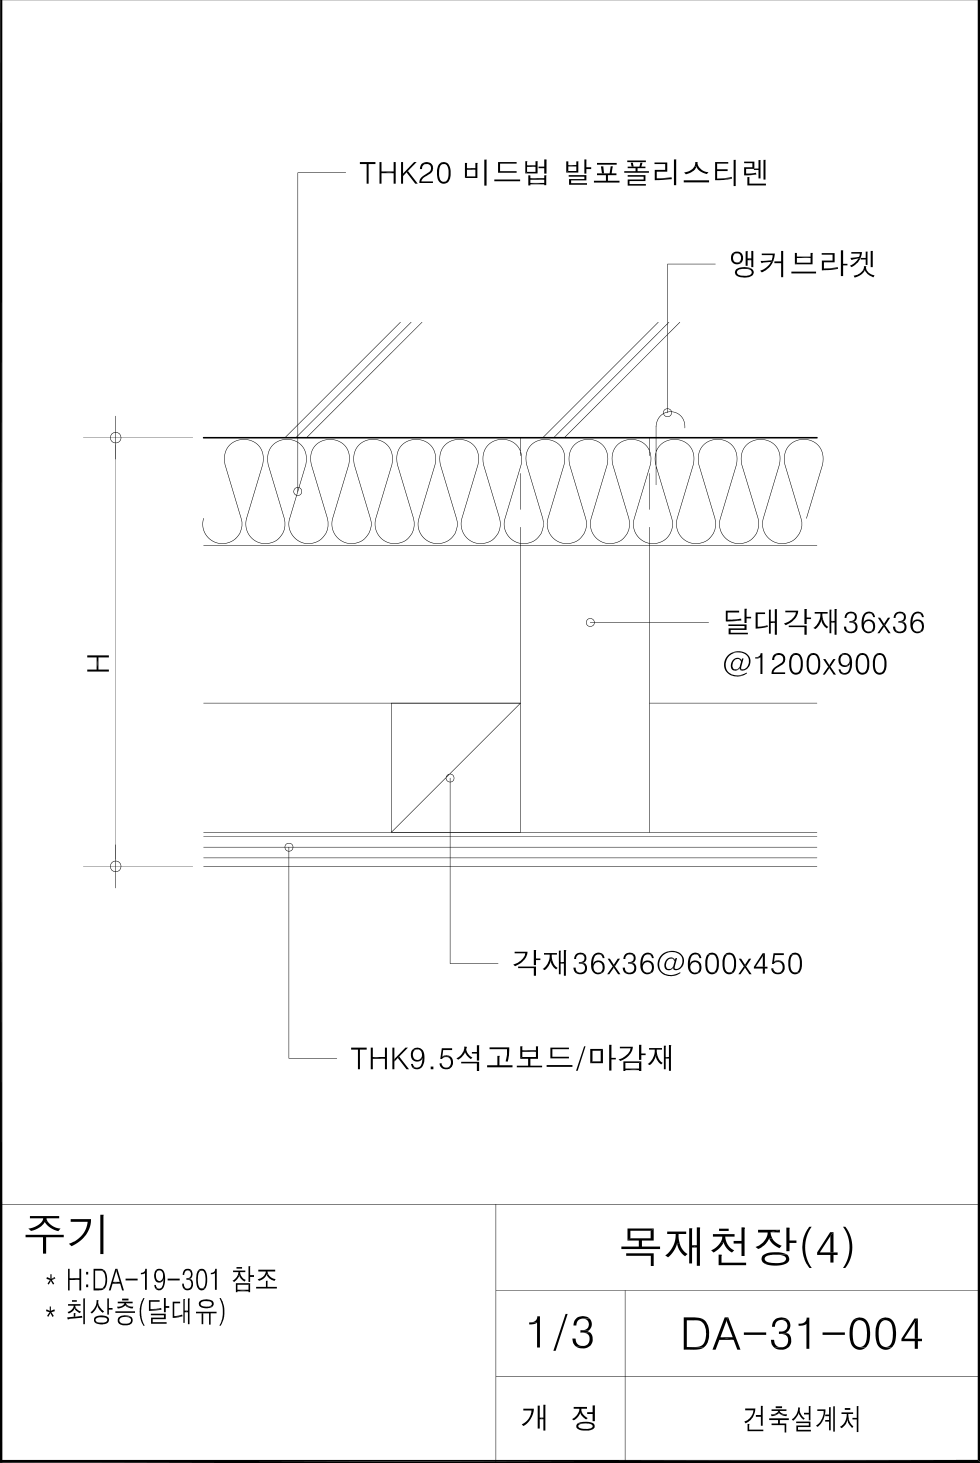 THK20 비드법 발포폴리스티렌
앵커브라켓
달대각재36x36
@1200x900
H
각재36x36@600x450
THK9.5석고보드/마감재
주기
* H:DA-19-301 참조
* 최상층(달대유)
목재천장(4)
1/3
DA-31-004
개 정
건축설계처